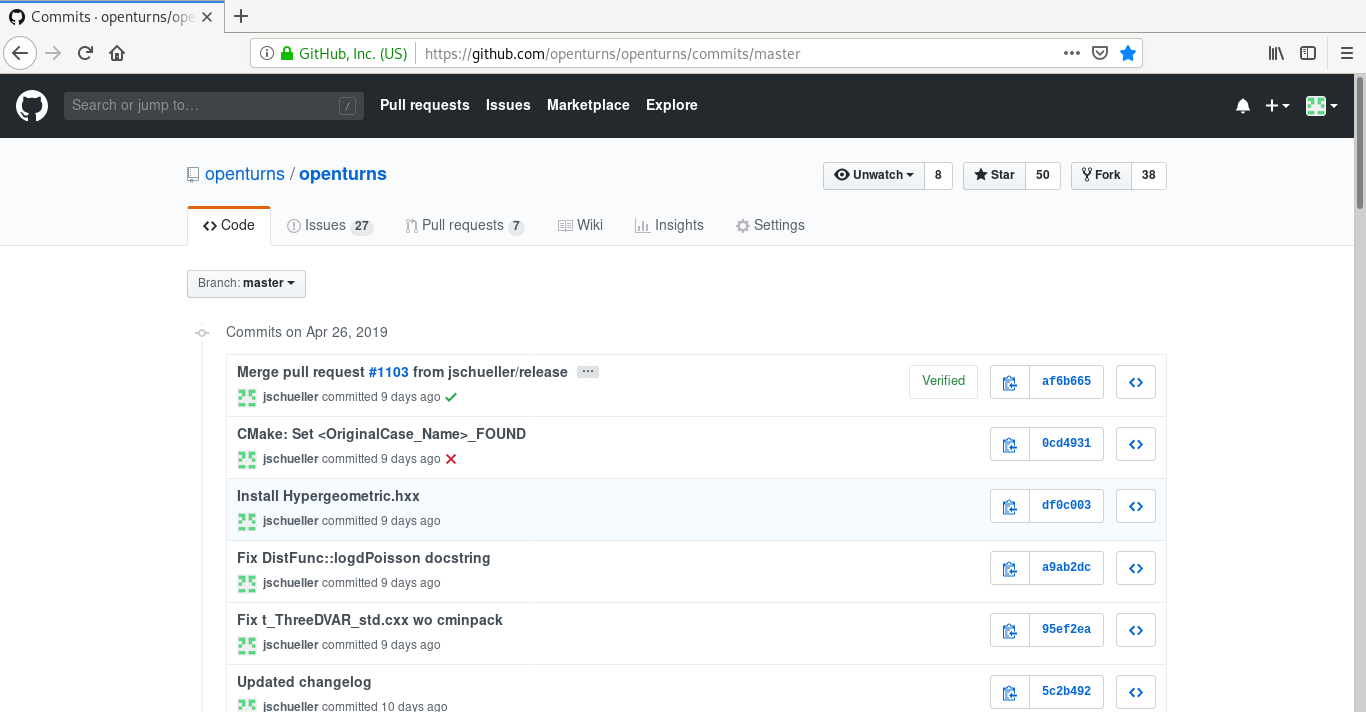 Commits · openturns/ope
GitHub, Inc. (US) https://github.com/openturns/openturns/commits/master
Search or jump to… / Pull requests Issues Marketplace Explore
openturns / openturns Unwatch 8 Star 50 Fork 38
Code Issues 27 Pull requests 7 Wiki Insights Settings
Branch: master
Commits on Apr 26, 2019
Merge pull request #1103 from jschueller/release …
Verified af6b665
jschueller committed 9 days ago
CMake: Set <OriginalCase_Name>_FOUND
0cd4931
jschueller committed 9 days ago
Install Hypergeometric.hxx
df0c003
jschueller committed 9 days ago
Fix DistFunc::logdPoisson docstring
a9ab2dc
jschueller committed 9 days ago
Fix t_ThreeDVAR_std.cxx wo cminpack
95ef2ea
jschueller committed 9 days ago
Updated changelog
5c2b492
jschueller committed 10 days ago